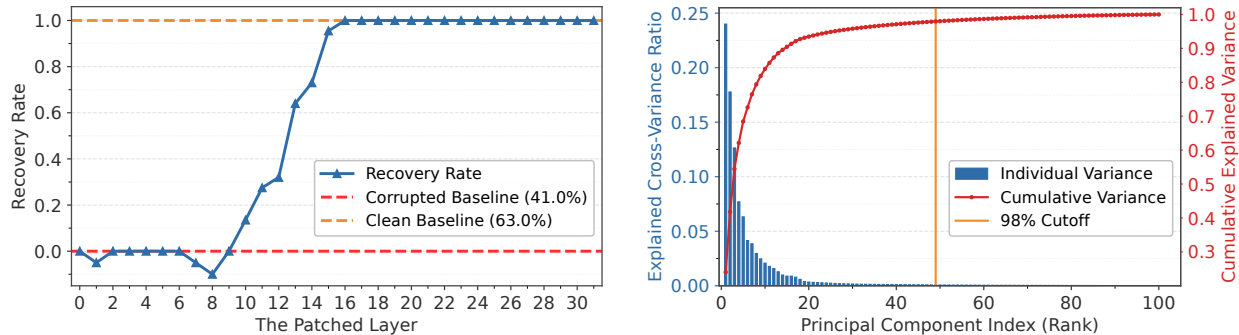 Recovery Rate
1.0
0.8
0.6
0.4
0.2
0.0
Recovery Rate
Corrupted Baseline (41.0%)
Clean Baseline (63.0%)
0 2 4 6 8 10 12 14 16 18 20 22 24 26 28 30
The Patched Layer
Explained Cross-Variance Ratio
0.25
0.20
0.15
0.10
0.05
0.00
Individual Variance
Cumulative Variance
98% Cutoff
0 20 40 60 80 100
Principal Component Index (Rank)
1.0
0.9
0.8
0.7
0.6
0.5
0.4
0.3
Cumulative Explained Variance